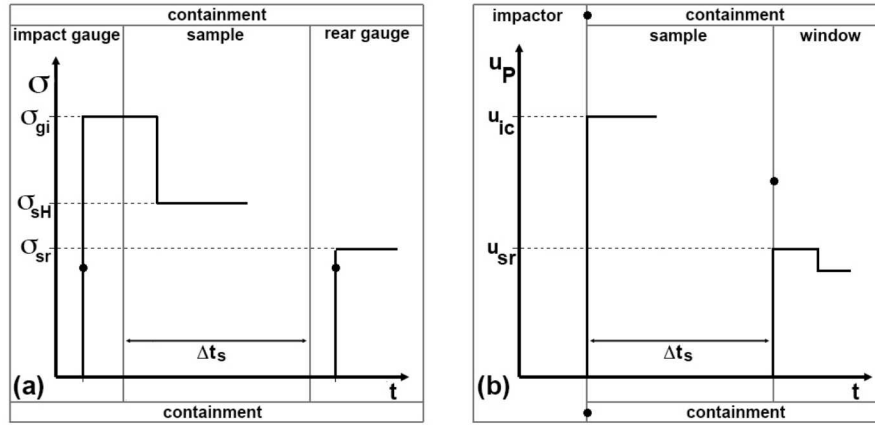 containment
impact gauge
sample
rear gauge
σ
σgi
σsH
σsr
Δts
(a)
t
containment
impactor
containment
sample
window
uP
uic
usr
Δts
(b)
t
containment